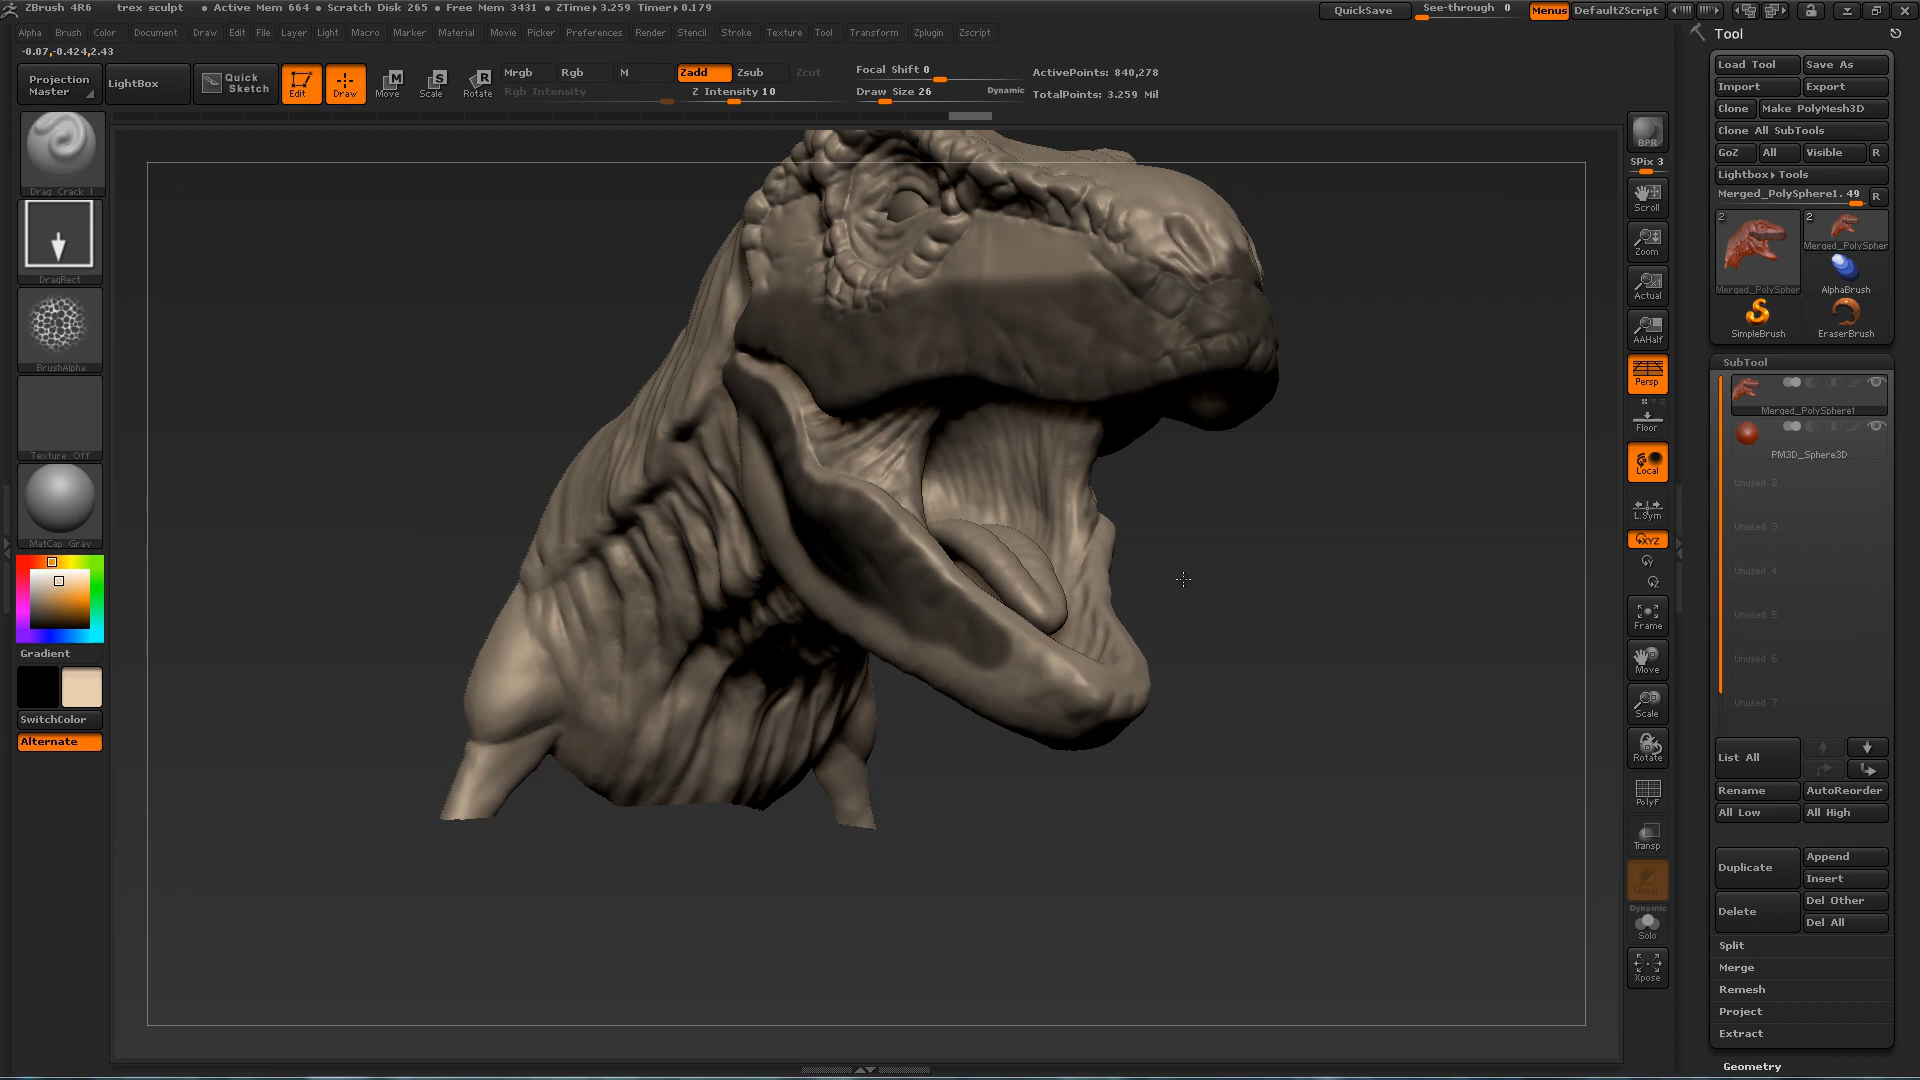 ZBrush 4R6 trex sculpt • Active Mem 664 • Scratch Disk 265 • Free Mem 3431 • ZTime▸3.259 Timer▸0.179
QuickSave See-through 0 Menus DefaultZScript
Alpha Brush Color Document Draw Edit File Layer Light Macro Marker Material Movie Picker Preferences Render Stencil Stroke Texture Tool Transform Zplugin Zscript
-0.07,-0.424,2.43
Projection Master
LightBox
Quick Sketch
Edit
Draw
Move
Scale
Rotate
Mrgb Rgb M
Rgb Intensity
Zadd Zsub Zcut
Z Intensity 10
Focal Shift 0
Draw Size 26 Dynamic
ActivePoints: 840,278
TotalPoints: 3.259 Mil
Drag_Crack_1
DragRect
BrushAlpha
Texture Off
MatCap Gray
Gradient
SwitchColor
Alternate
BPR
SPix 3
Scroll
Zoom
Actual
AAHalf
Persp
Floor
Local
L.Sym
XYZ
Y
Z
Frame
Move
Scale
Rotate
PolyF
Transp
Ghost
Dynamic
Solo
Xpose
Tool
Load Tool Save As
Import Export
Clone Make PolyMesh3D
Clone All SubTools
GoZ All Visible R
Lightbox▸Tools
Merged_PolySphere1. 49 R
2 2
Merged_PolySpher
Merged_PolySpher AlphaBrush
SimpleBrush EraserBrush
SubTool
Merged_PolySphere1
PM3D_Sphere3D
Unused 2
Unused 3
Unused 4
Unused 5
Unused 6
Unused 7
List All
Rename AutoReorder
All Low All High
Duplicate Append
Insert
Delete Del Other
Del All
Split
Merge
Remesh
Project
Extract
Geometry